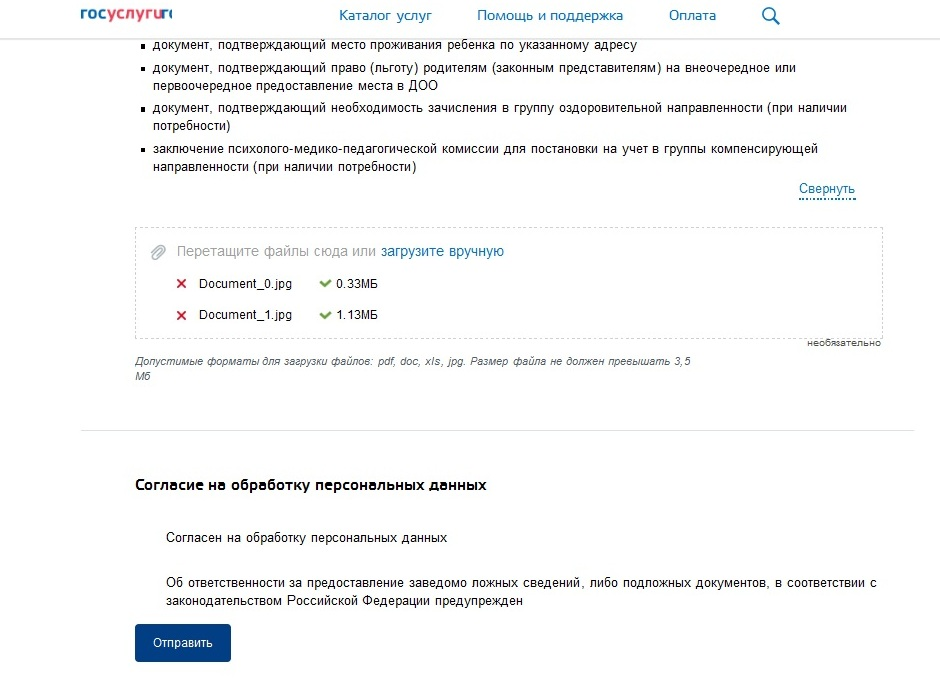 госуслуги
Каталог услуг
Помощь и поддержка
Оплата
документ, подтверждающий место проживания ребенка по указанному адресу
документ, подтверждающий право (льготу) родителям (законным представителям) на внеочередное или
первоочередное предоставление места в ДОО
документ, подтверждающий необходимость зачисления в группу оздоровительной направленности (при наличии
потребности)
заключение психолого-медико-педагогической комиссии для постановки на учет в группы компенсирующей
направленности (при наличии потребности)
Свернуть
Перетащите файлы сюда или загрузите вручную
Document_0.jpg 0.33МБ
Document_1.jpg 1.13МБ
необязательно
Допустимые форматы для загрузки файлов: pdf, doc, xls, jpg. Размер файла не должен превышать 3,5
Мб
Согласие на обработку персональных данных
Согласен на обработку персональных данных
Об ответственности за предоставление заведомо ложных сведений, либо подложных документов, в соответствии с
законодательством Российской Федерации предупрежден
Отправить